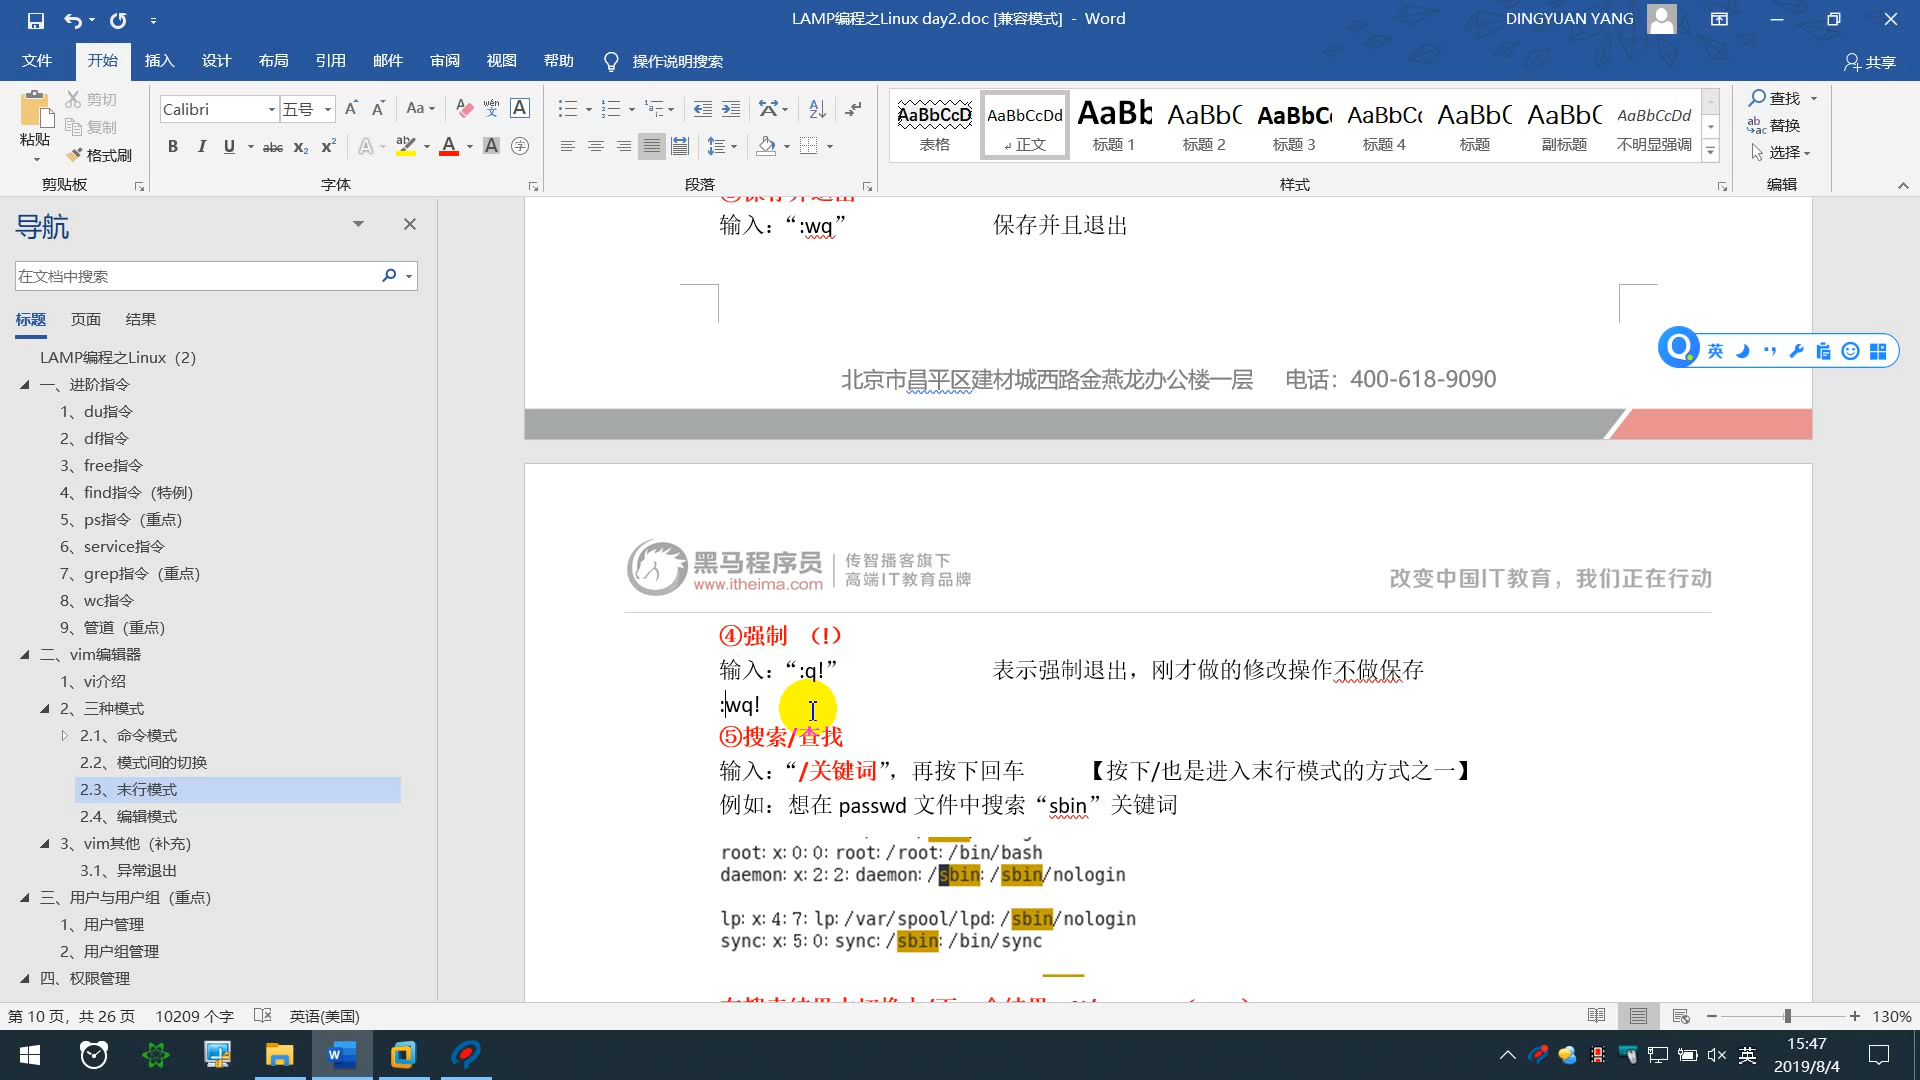 LAMP编程之Linux day2.doc [兼容模式] - Word
DINGYUAN YANG
文件 开始 插入 设计 布局 引用 邮件 审阅 视图 帮助 操作说明搜索
共享
粘贴
剪切
复制
格式刷
剪贴板
Calibri 五号
字体
段落
AaBbCcD AaBbCcDd AaBb AaBbC AaBbC AaBbCc AaBbC AaBbC AaBbCcDd
表格 正文 标题 1 标题 2 标题 3 标题 4 标题 副标题 不明显强调
样式
查找
替换
选择
编辑
导航
在文档中搜索
标题 页面 结果
LAMP编程之Linux（2）
一、进阶指令
1、du指令
2、df指令
3、free指令
4、find指令（特例）
5、ps指令（重点）
6、service指令
7、grep指令（重点）
8、wc指令
9、管道（重点）
二、vim编辑器
1、vi介绍
2、三种模式
2.1、命令模式
2.2、模式间的切换
2.3、末行模式
2.4、编辑模式
3、vim其他（补充）
3.1、异常退出
三、用户与用户组（重点）
1、用户管理
2、用户组管理
四、权限管理
输入：“:wq” 保存并且退出
北京市昌平区建材城西路金燕龙办公楼一层 电话：400-618-9090
英
黑马程序员
www.itheima.com
传智播客旗下
高端IT教育品牌
改变中国IT教育，我们正在行动
④强制 （!）
输入：“:q!” 表示强制退出，刚才做的修改操作不做保存
:wq!
⑤搜索/查找
输入：“/关键词”，再按下回车 【按下/也是进入末行模式的方式之一】
例如：想在 passwd 文件中搜索“sbin”关键词
root:x:0:0:root:/root:/bin/bash
daemon:x:2:2:daemon:/sbin:/sbin/nologin
lp:x:4:7:lp:/var/spool/lpd:/sbin/nologin
sync:x:5:0:sync:/sbin:/bin/sync
第 10 页，共 26 页 10209 个字 英语(美国)
130%
英
15:47
2019/8/4